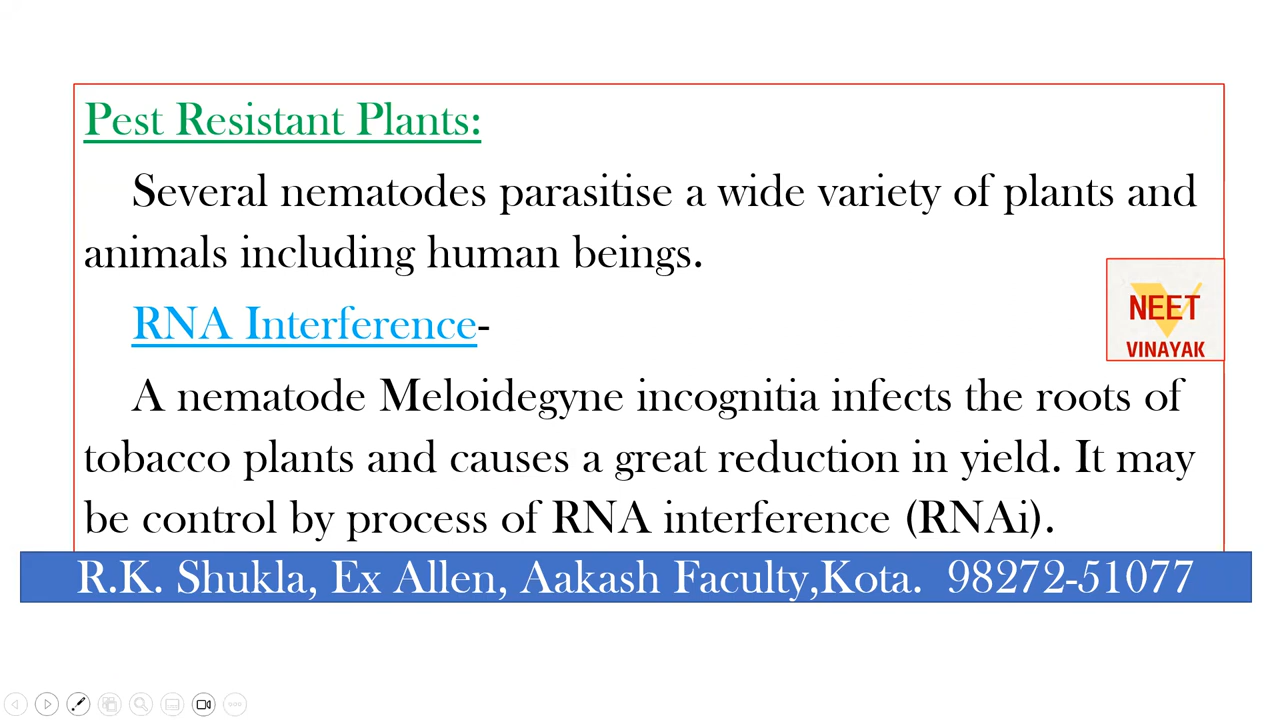 Pest Resistant Plants:
Several nematodes parasitise a wide variety of plants and
animals including human beings.
RNA Interference-
NEET
VINAYAK
A nematode Meloidegyne incognitia infects the roots of
tobacco plants and causes a great reduction in yield. It may
be control by process of RNA interference (RNAi).
R.K. Shukla, Ex Allen, Aakash Faculty,Kota. 98272-51077